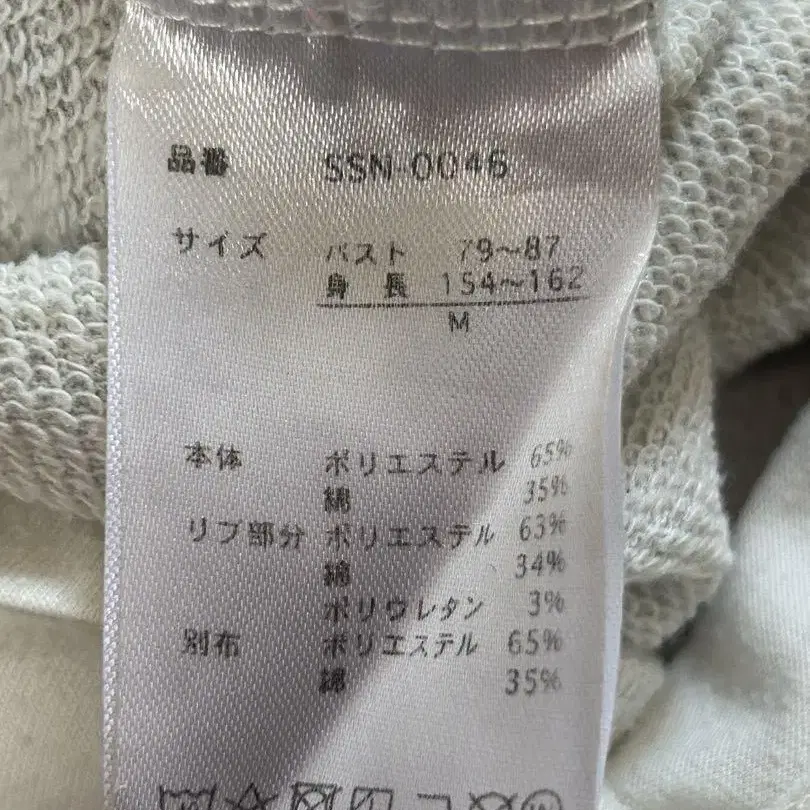 品番 SSN-0046
サイズ バスト 79～87
身長 154～162
M
本体 ポリエステル 65%
綿 35%
リブ部分 ポリエステル 63%
綿 34%
ポリウレタン 3%
別布 ポリエステル 65%
綿 35%